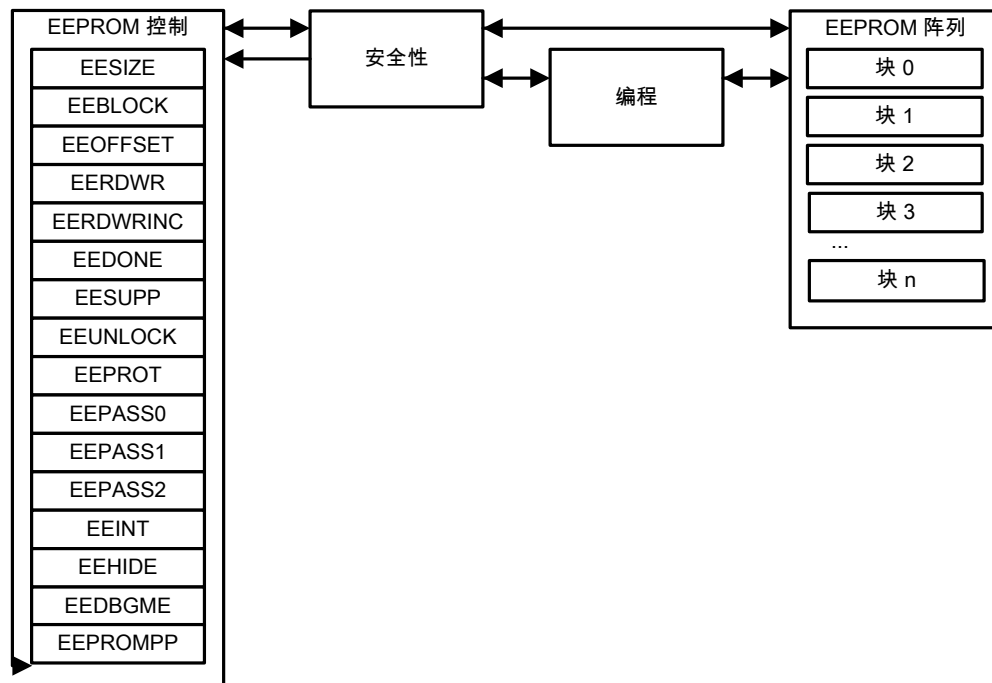 EEPROM 控制
EESIZE
EEBLOCK
EEOFFSET
EERDWR
EERDWRINC
EEDONE
EESUPP
EEUNLOCK
EEPROT
EEPASS0
EEPASS1
EEPASS2
EEINT
EEHIDE
EEDBGME
EEPROMPP
安全性
编程
EEPROM 阵列
块 0
块 1
块 2
块 3
...
块 n